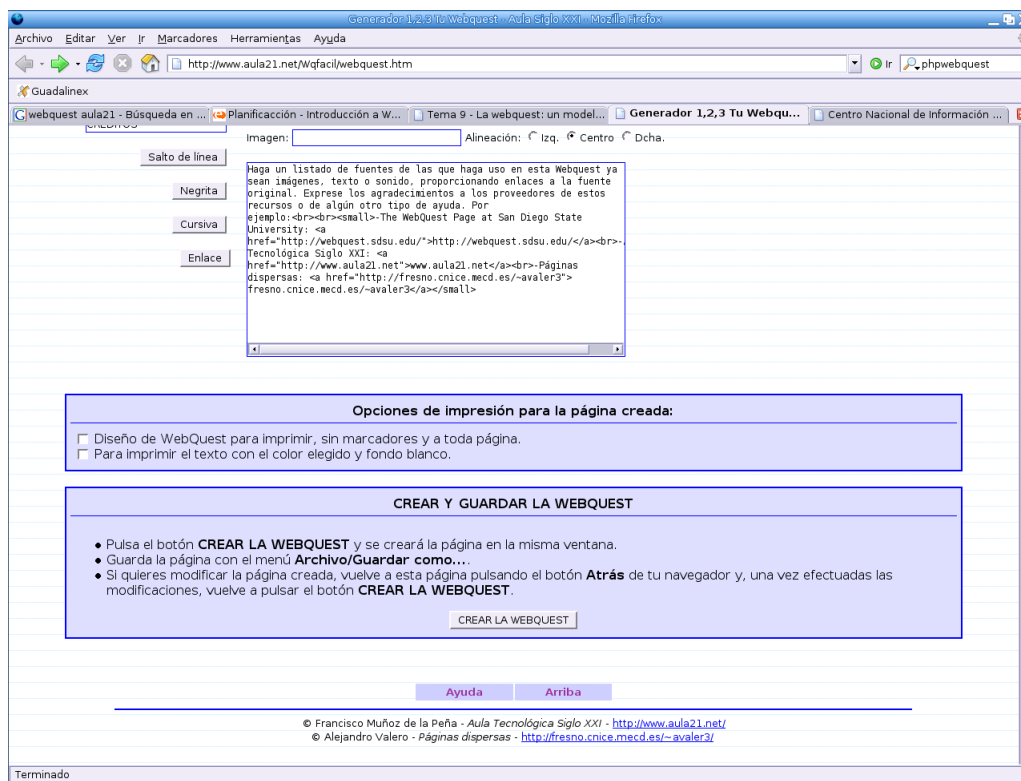 Generador 1,2,3 Tu Webquest - Aula Siglo XXI - Mozilla Firefox
Archivo Editar Ver Ir Marcadores Herramientas Ayuda
http://www.aula21.net/Wqfacil/webquest.htm Ir phpwebquest
Guadalinex
webquest aula21 - Búsqueda en ... Planificacción - Introducción a W... Tema 9 - La webquest: un model... Generador 1,2,3 Tu Webqu... Centro Nacional de Información ...
CRÉDITOS
Imagen: Alineación: Izq. Centro Dcha.
Salto de línea
Negrita
Cursiva
Enlace
Haga un listado de fuentes de las que haga uso en esta Webquest ya
sean imágenes, texto o sonido, proporcionando enlaces a la fuente
original. Exprese los agradecimientos a los proveedores de estos
recursos o de algún otro tipo de ayuda. Por
ejemplo:<br><br><small>-The WebQuest Page at San Diego State
University: <a
href="http://webquest.sdsu.edu/">http://webquest.sdsu.edu/</a><br>-
Tecnológica Siglo XXI: <a
href="http://www.aula21.net">www.aula21.net</a><br>-Páginas
dispersas: <a href="http://fresno.cnice.mecd.es/~avaler3">
fresno.cnice.mecd.es/~avaler3</a></small>
Opciones de impresión para la página creada:
Diseño de WebQuest para imprimir, sin marcadores y a toda página.
Para imprimir el texto con el color elegido y fondo blanco.
CREAR Y GUARDAR LA WEBQUEST
• Pulsa el botón CREAR LA WEBQUEST y se creará la página en la misma ventana.
• Guarda la página con el menú Archivo/Guardar como....
• Si quieres modificar la página creada, vuelve a esta página pulsando el botón Atrás de tu navegador y, una vez efectuadas las
modificaciones, vuelve a pulsar el botón CREAR LA WEBQUEST.
CREAR LA WEBQUEST
Ayuda Arriba
© Francisco Muñoz de la Peña - Aula Tecnológica Siglo XXI - http://www.aula21.net/
© Alejandro Valero - Páginas dispersas - http://fresno.cnice.mecd.es/~avaler3/
Terminado